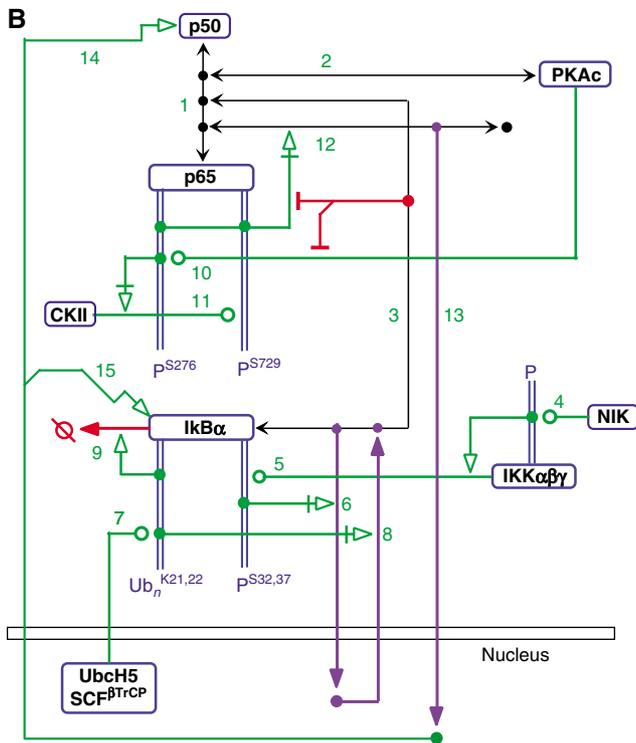 B
p50
14
2
PKAc
1
12
p65
10
11
CKII
3
13
P^S276
P^S729
15
P
4
NIK
IkBα
9
5
IKKαβγ
6
7
8
Ub_n^K21,22
P^S32,37
Nucleus
UbcH5
SCF^βTrCP